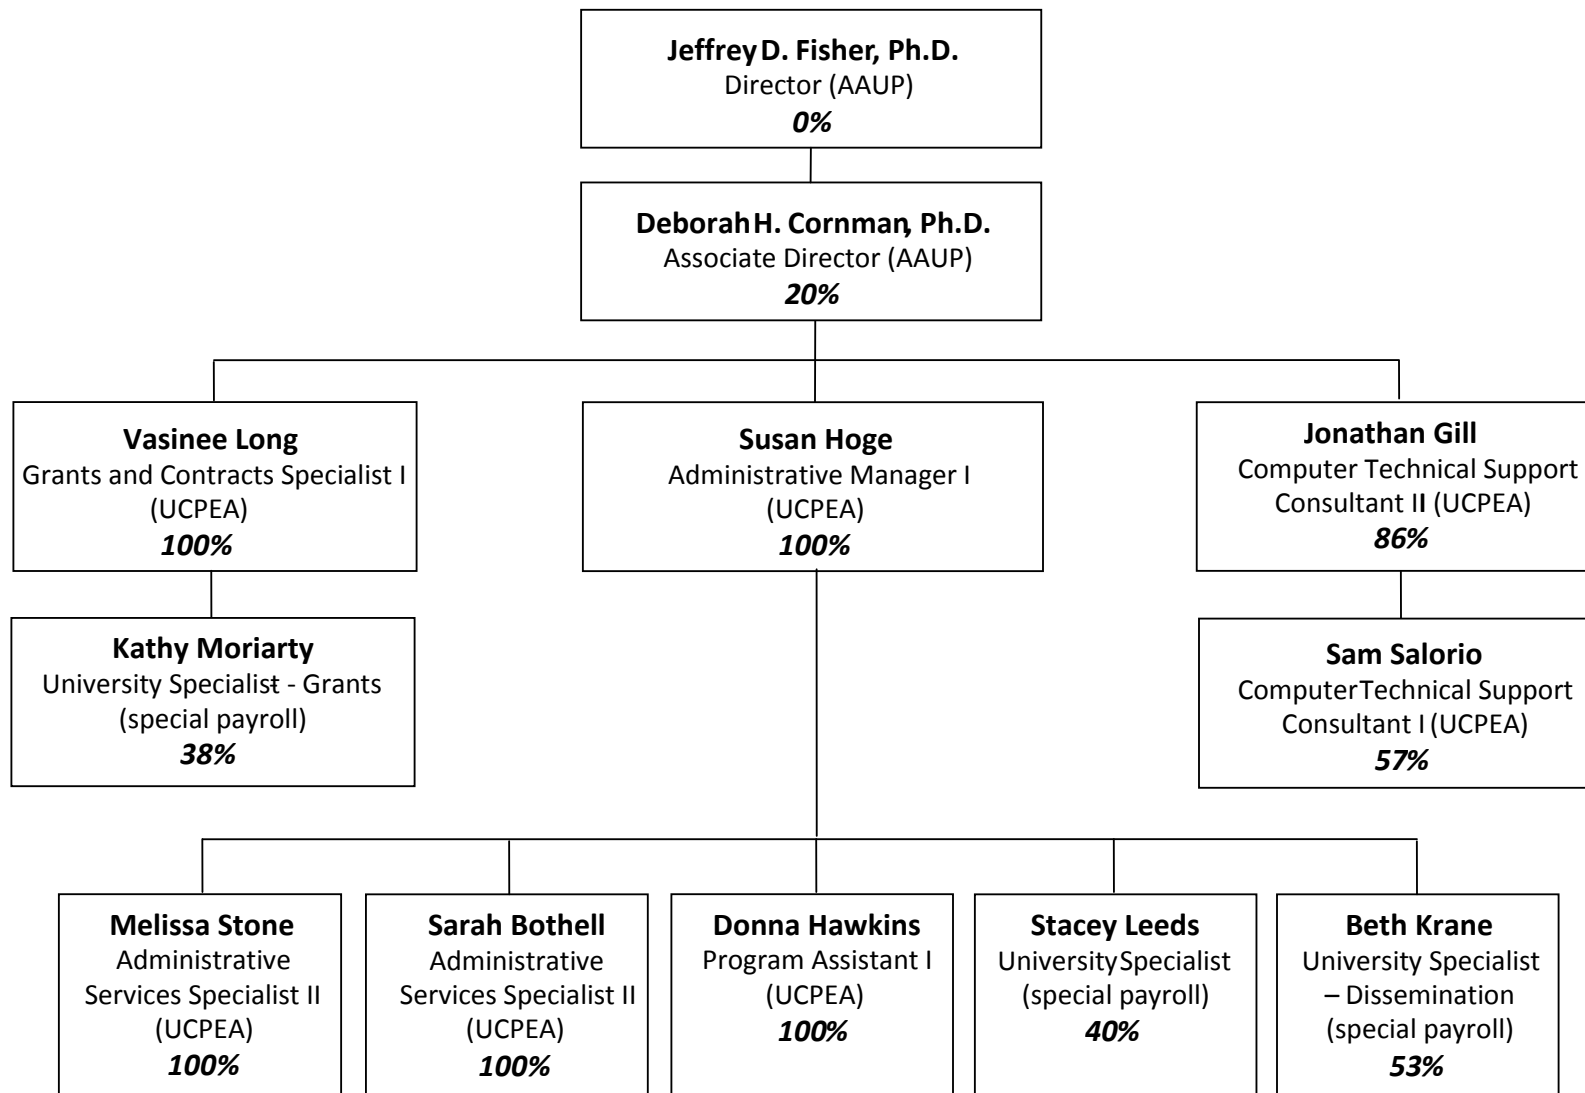 Jeffrey D. Fisher, Ph.D.
Director (AAUP)
0%
Deborah H. Cornman, Ph.D.
Associate Director (AAUP)
20%
Vasinee Long
Grants and Contracts Specialist I
(UCPEA)
100%
Susan Hoge
Administrative Manager I
(UCPEA)
100%
Jonathan Gill
Computer Technical Support
Consultant II (UCPEA)
86%
Kathy Moriarty
University Specialist - Grants
(special payroll)
38%
Sam Salorio
Computer Technical Support
Consultant I (UCPEA)
57%
Melissa Stone
Administrative
Services Specialist II
(UCPEA)
100%
Sarah Bothell
Administrative
Services Specialist II
(UCPEA)
100%
Donna Hawkins
Program Assistant I
(UCPEA)
100%
Stacey Leeds
University Specialist
(special payroll)
40%
Beth Krane
University Specialist
– Dissemination
(special payroll)
53%